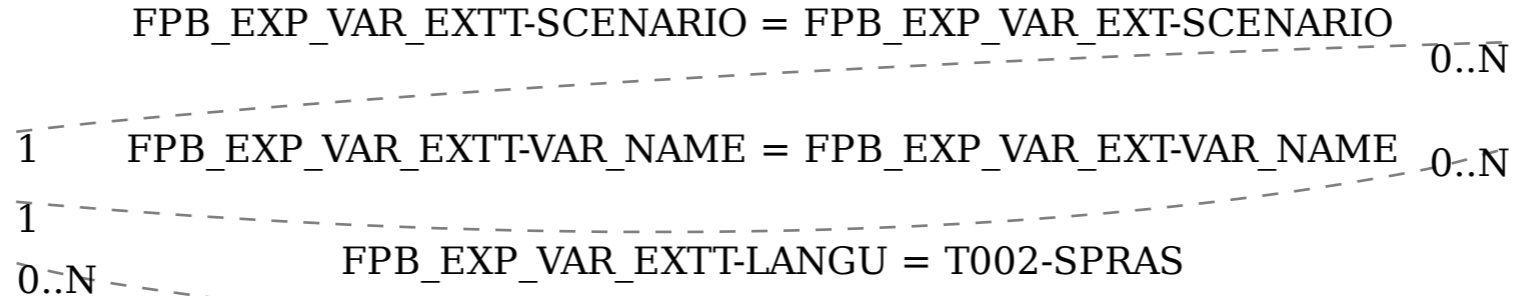 FPB_EXP_VAR_EXTT-SCENARIO = FPB_EXP_VAR_EXT-SCENARIO
0..N
1
FPB_EXP_VAR_EXTT-VAR_NAME = FPB_EXP_VAR_EXT-VAR_NAME
0..N
1
FPB_EXP_VAR_EXTT-LANGU = T002-SPRAS
0..N